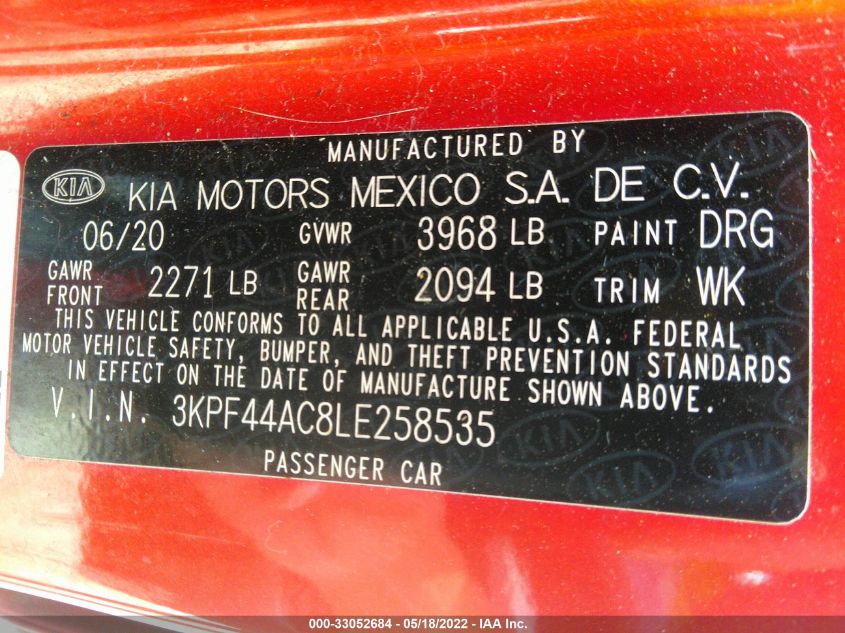 MANUFACTURED BY
KIA KIA MOTORS MEXICO S.A. DE C.V.
06/20 GVWR 3968 LB PAINT DRG
GAWR FRONT 2271 LB GAWR REAR 2094 LB TRIM WK
THIS VEHICLE CONFORMS TO ALL APPLICABLE U.S.A. FEDERAL
MOTOR VEHICLE SAFETY, BUMPER, AND THEFT PREVENTION STANDARDS
IN EFFECT ON THE DATE OF MANUFACTURE SHOWN ABOVE.
V.I.N. 3KPF44AC8LE258535
PASSENGER CAR
000-33052684 - 05/18/2022 - IAA Inc.